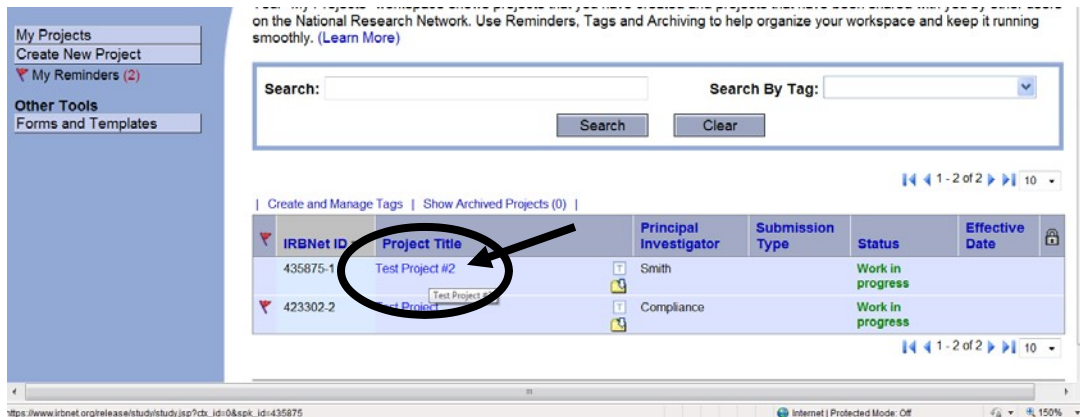 on the National Research Network. Use Reminders, Tags and Archiving to help organize your workspace and keep it running
smoothly. (Learn More)
My Projects
Create New Project
My Reminders (2)
Other Tools
Forms and Templates
Search:
Search By Tag:
Search Clear
1 - 2 of 2 10
| Create and Manage Tags | Show Archived Projects (0) |
IRBNet ID Project Title Principal Investigator Submission Type Status Effective Date
435875-1 Test Project #2 T Smith Work in progress
Test Project #2
423302-2 Test Project T Compliance Work in progress
1 - 2 of 2 10
https://www.irbnet.org/release/study/study.jsp?ctx_id=0&spk_id=435875
Internet | Protected Mode: Off 150%